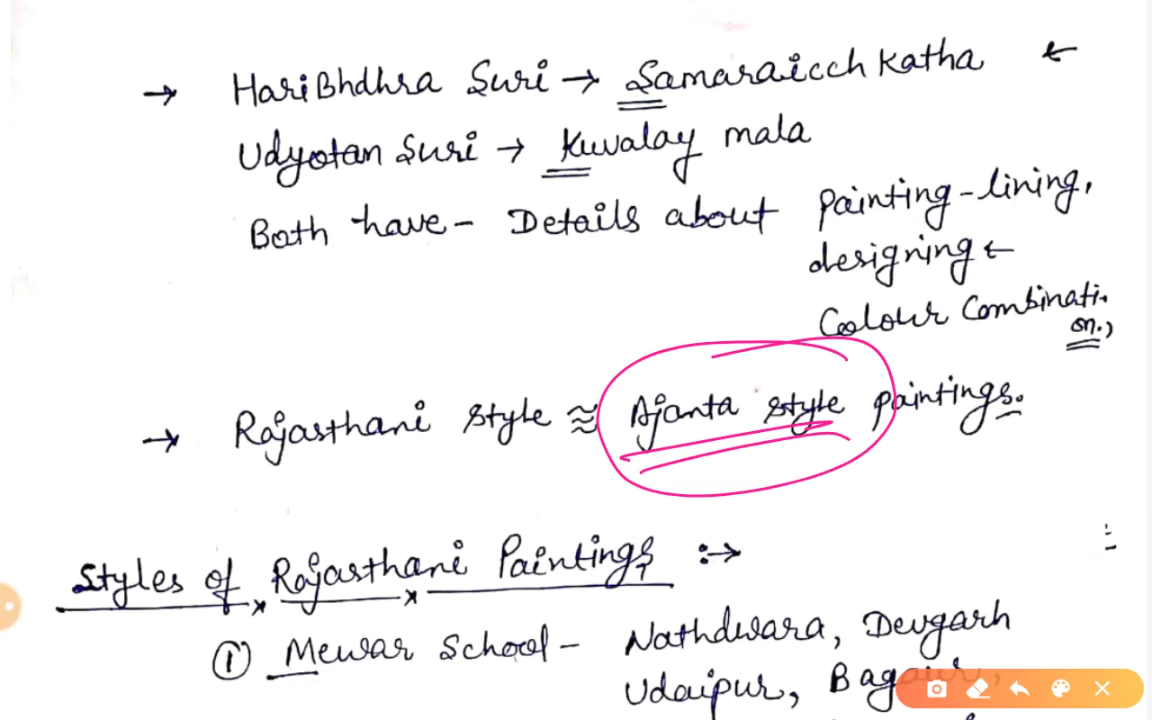 → HariBhdhra Suri → Samaraicch Katha ←
Udyotan Suri → Kuvalay mala
Both have - Details about Painting-lining,
designing ←
Colour Combinati-
on.,
→ Rajasthani Style ≈ Ajanta style paintings.
Styles of Rajasthani Paintings :→
① Mewar School - Nathdwara, Devgarh
Udaipur,